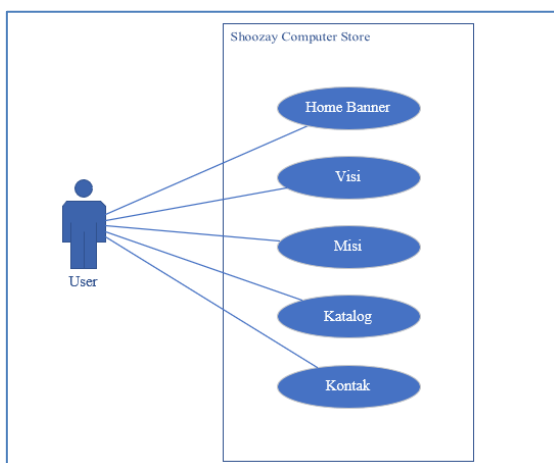 Shoozay Computer Store
Home Banner
Visi
Misi
User
Katalog
Kontak